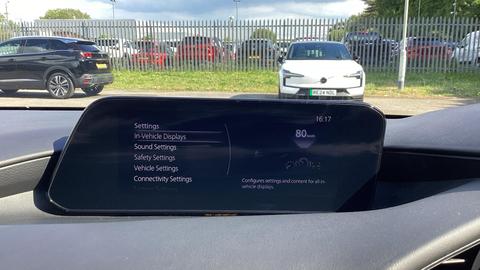 16:17
Settings
In-Vehicle Displays
Sound Settings
Safety Settings
Vehicle Settings
Connectivity Settings
80
Configures settings and content for all in-
vehicle displays.